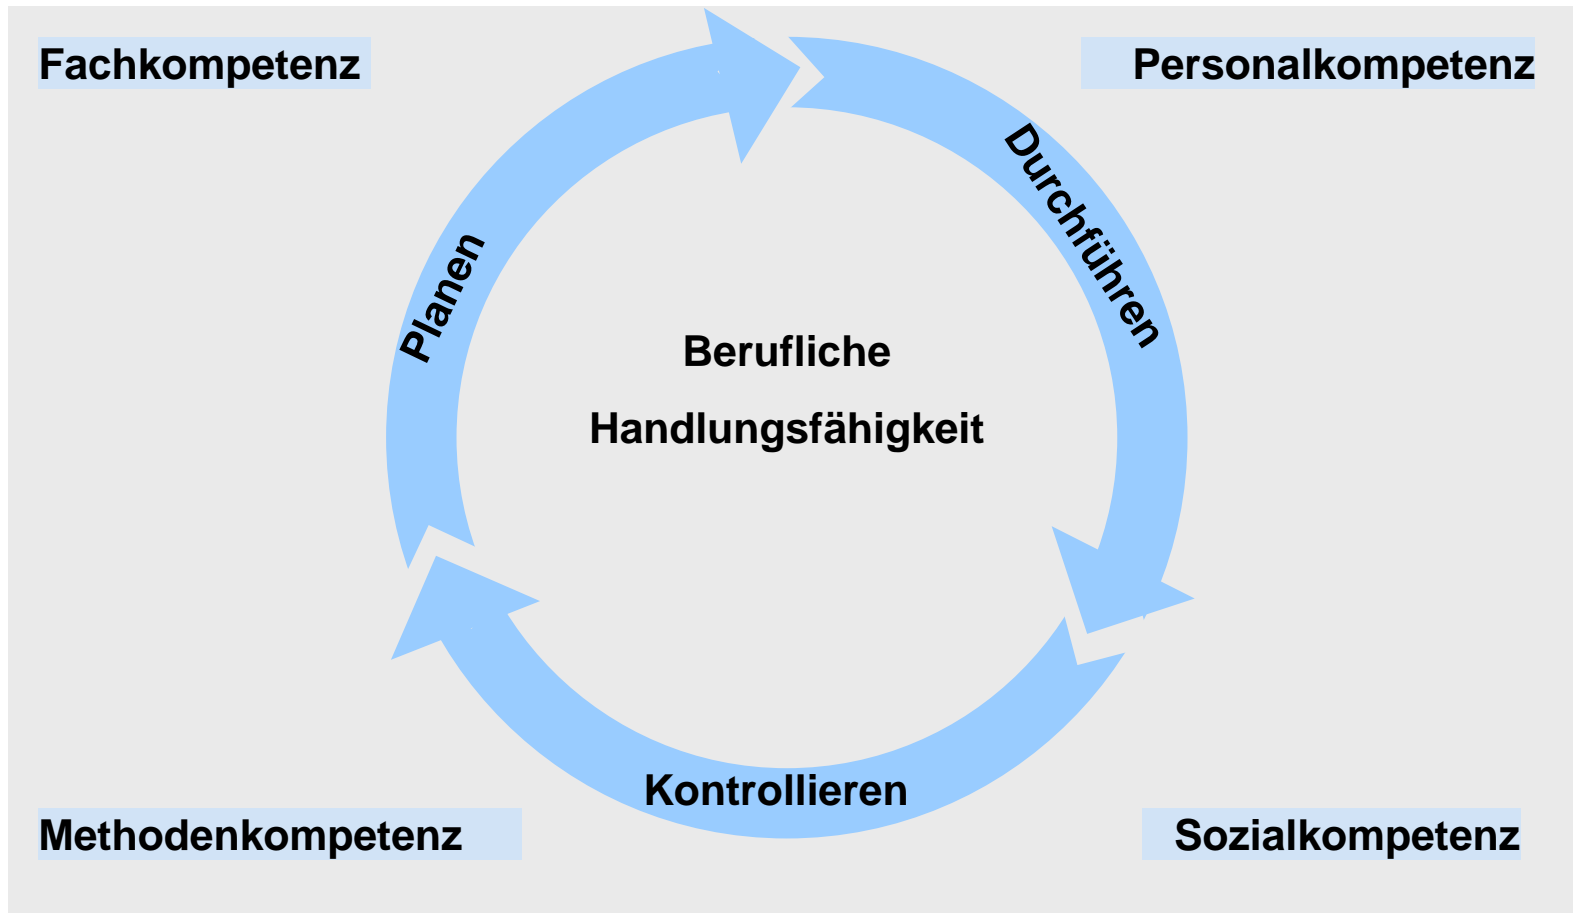 Fachkompetenz
Personalkompetenz
Durchführen
Planen
Berufliche
Handlungsfähigkeit
Kontrollieren
Methodenkompetenz
Sozialkompetenz